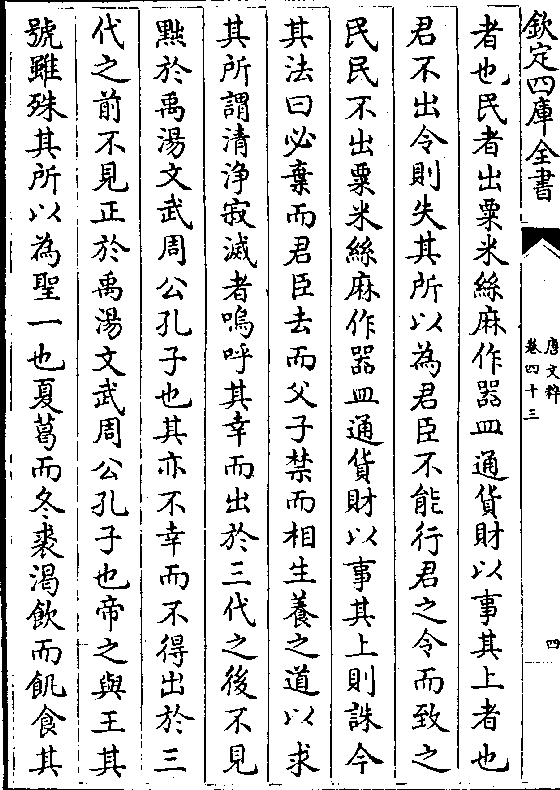 欽定四庫全書
唐文粹
卷四十三
四
者也民者出粟米絲麻作器皿通貨財以事其上者也
君不出令則失其所以為君臣不能行君之令而致之
民民不出粟米絲麻作器皿通貨財以事其上則誅今
其法曰必棄而君臣去而父子禁而相生養之道以求
其所謂清浄寂滅者嗚呼其幸而出於三代之後不見
黜於禹湯文武周公孔子也其亦不幸而不得出於三
代之前不見正於禹湯文武周公孔子也帝之與王其
號雖殊其所以為聖一也夏葛而冬裘渴飲而飢食其